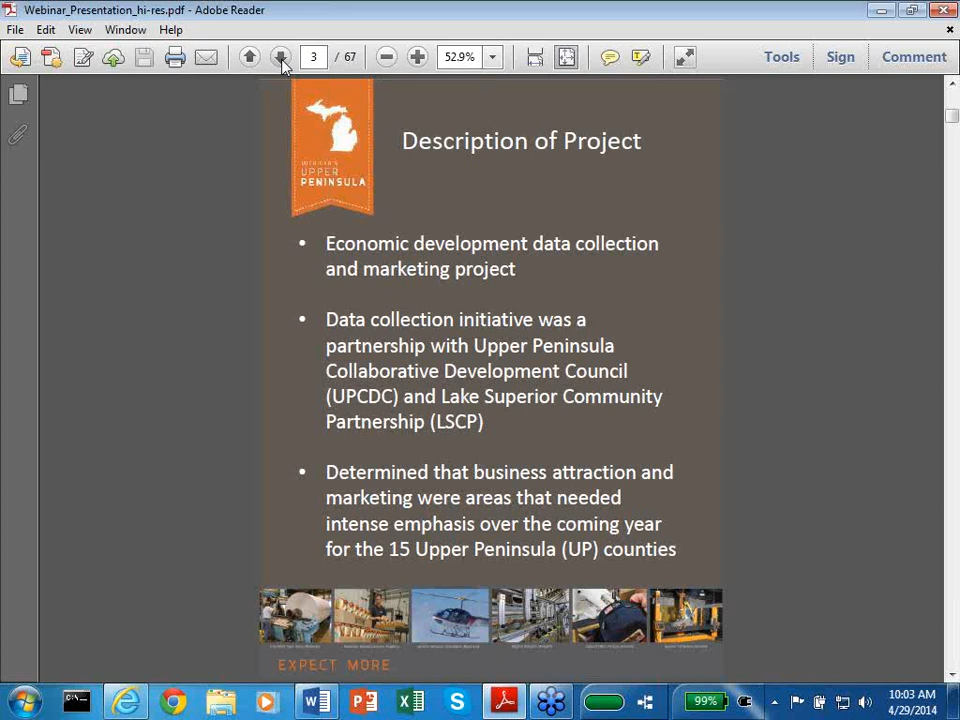 Webinar_Presentation_hi-res.pdf - Adobe Reader
File Edit View Window Help
3 / 67 52.9% Tools Sign Comment
UPPER
PENINSULA
Description of Project
• Economic development data collection
and marketing project
• Data collection initiative was a
partnership with Upper Peninsula
Collaborative Development Council
(UPCDC) and Lake Superior Community
Partnership (LSCP)
• Determined that business attraction and
marketing were areas that needed
intense emphasis over the coming year
for the 15 Upper Peninsula (UP) counties
EXPECT MORE
99%
10:03 AM
4/29/2014